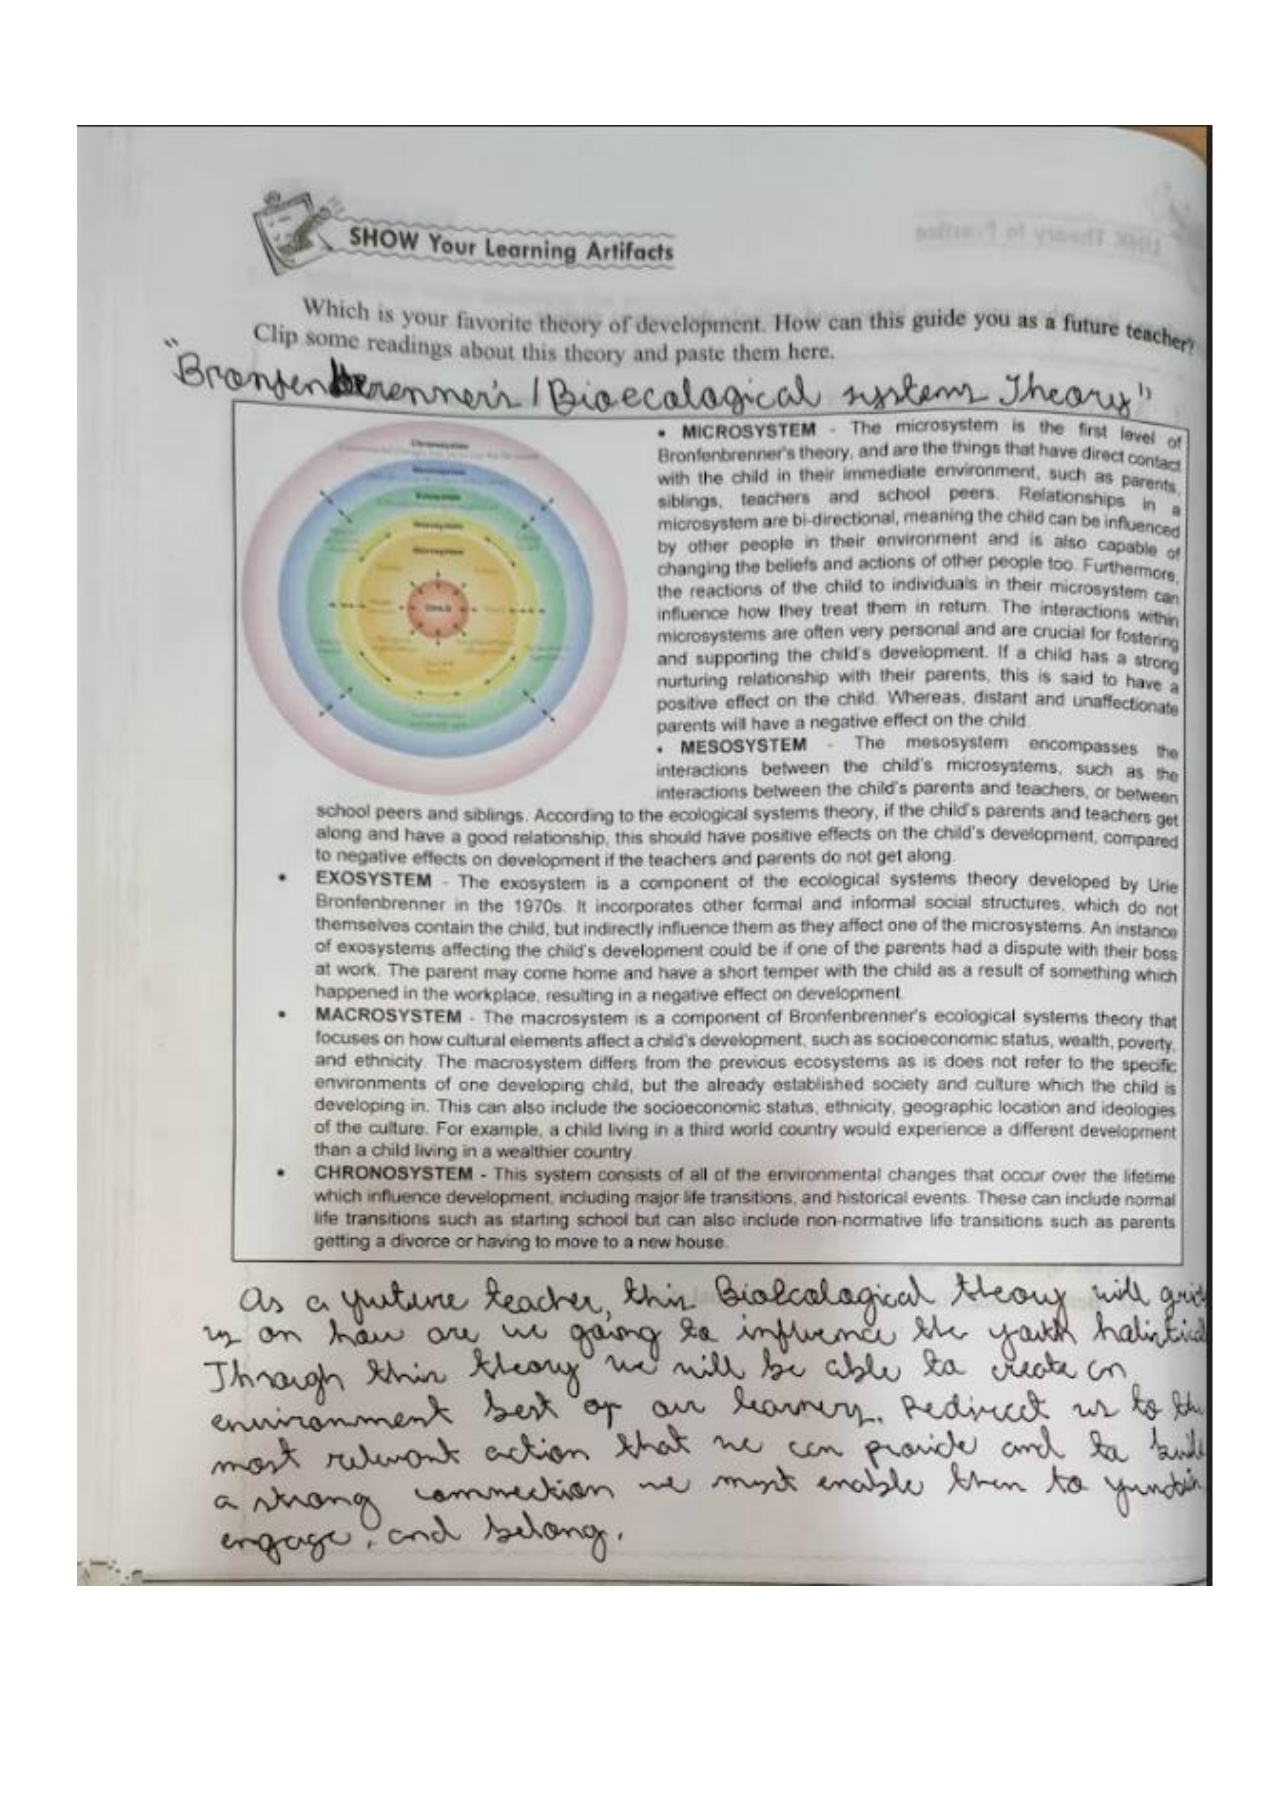 SHOW Your Learning Artifacts
Which is your favorite theory of development. How can this guide you as a future teacher?
Clip some readings about this theory and paste them here.
"Bronfenbrenner's / Bioecological systems Theory"
Chronosystem
Macrosystem
Exosystem
Mesosystem
Microsystem
Child
• MICROSYSTEM - The microsystem is the first level of
Bronfenbrenner's theory, and are the things that have direct contact
with the child in their immediate environment, such as parents,
siblings, teachers and school peers. Relationships in a
microsystem are bi-directional, meaning the child can be influenced
by other people in their environment and is also capable of
changing the beliefs and actions of other people too. Furthermore,
the reactions of the child to individuals in their microsystem can
influence how they treat them in return. The interactions within
microsystems are often very personal and are crucial for fostering
and supporting the child's development. If a child has a strong
nurturing relationship with their parents, this is said to have a
positive effect on the child. Whereas, distant and unaffectionate
parents will have a negative effect on the child.
• MESOSYSTEM - The mesosystem encompasses the
interactions between the child's microsystems, such as the
interactions between the child's parents and teachers, or between
school peers and siblings. According to the ecological systems theory, if the child's parents and teachers get
along and have a good relationship, this should have positive effects on the child's development, compared
to negative effects on development if the teachers and parents do not get along.
• EXOSYSTEM - The exosystem is a component of the ecological systems theory developed by Urie
Bronfenbrenner in the 1970s. It incorporates other formal and informal social structures, which do not
themselves contain the child, but indirectly influence them as they affect one of the microsystems. An instance
of exosystems affecting the child's development could be if one of the parents had a dispute with their boss
at work. The parent may come home and have a short temper with the child as a result of something which
happened in the workplace, resulting in a negative effect on development.
• MACROSYSTEM - The macrosystem is a component of Bronfenbrenner's ecological systems theory that
focuses on how cultural elements affect a child's development, such as socioeconomic status, wealth, poverty,
and ethnicity. The macrosystem differs from the previous ecosystems as is does not refer to the specific
environments of one developing child, but the already established society and culture which the child is
developing in. This can also include the socioeconomic status, ethnicity, geographic location and ideologies
of the culture. For example, a child living in a third world country would experience a different development
than a child living in a wealthier country.
• CHRONOSYSTEM - This system consists of all of the environmental changes that occur over the lifetime
which influence development, including major life transitions, and historical events. These can include normal
life transitions such as starting school but can also include non-normative life transitions such as parents
getting a divorce or having to move to a new house.
As a future teacher, this Bioecological theory will
us on how are we going to influence the youth
Through this theory we will be able to create an
environment best of our learners. Redirect us to the
most relevant action that we can provide and to
a strong connection we must enable them to
engage, and belong.